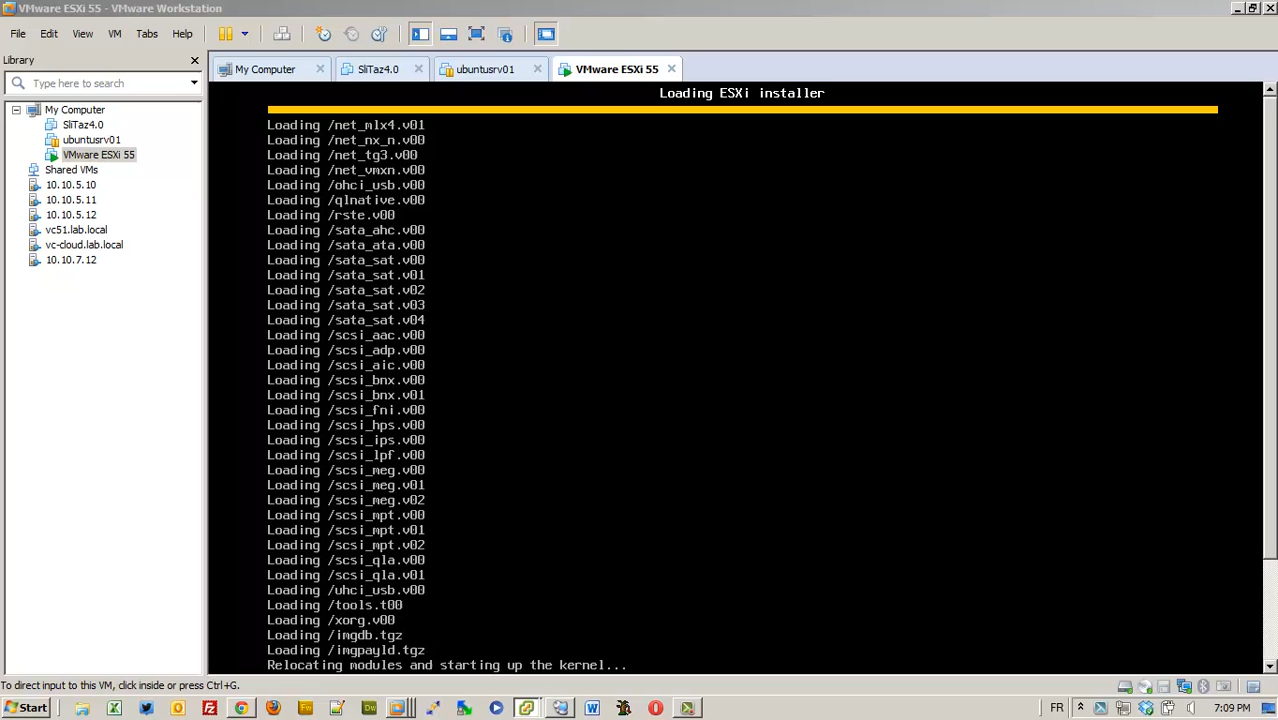 VMware ESXi 55 - VMware Workstation
File Edit View VM Tabs Help
Library
Type here to search
My Computer
SliTaz4.0
ubuntusrv01
VMware ESXi 55
Shared VMs
10.10.5.10
10.10.5.11
10.10.5.12
vc51.lab.local
vc-cloud.lab.local
10.10.7.12
My Computer SliTaz4.0 ubuntusrv01 VMware ESXi 55
Loading ESXi installer
Loading /net_mlx4.v01
Loading /net_nx_n.v00
Loading /net_tg3.v00
Loading /net_vmxn.v00
Loading /ohci_usb.v00
Loading /qlnative.v00
Loading /rste.v00
Loading /sata_ahc.v00
Loading /sata_ata.v00
Loading /sata_sat.v00
Loading /sata_sat.v01
Loading /sata_sat.v02
Loading /sata_sat.v03
Loading /sata_sat.v04
Loading /scsi_aac.v00
Loading /scsi_adp.v00
Loading /scsi_aic.v00
Loading /scsi_bnx.v00
Loading /scsi_bnx.v01
Loading /scsi_fni.v00
Loading /scsi_hps.v00
Loading /scsi_ips.v00
Loading /scsi_lpf.v00
Loading /scsi_meg.v00
Loading /scsi_meg.v01
Loading /scsi_meg.v02
Loading /scsi_mpt.v00
Loading /scsi_mpt.v01
Loading /scsi_mpt.v02
Loading /scsi_qla.v00
Loading /scsi_qla.v01
Loading /uhci_usb.v00
Loading /tools.t00
Loading /xorg.v00
Loading /imgdb.tgz
Loading /imgpayld.tgz
Relocating modules and starting up the kernel...
To direct input to this VM, click inside or press Ctrl+G.
Start Fw Dw FR 7:09 PM